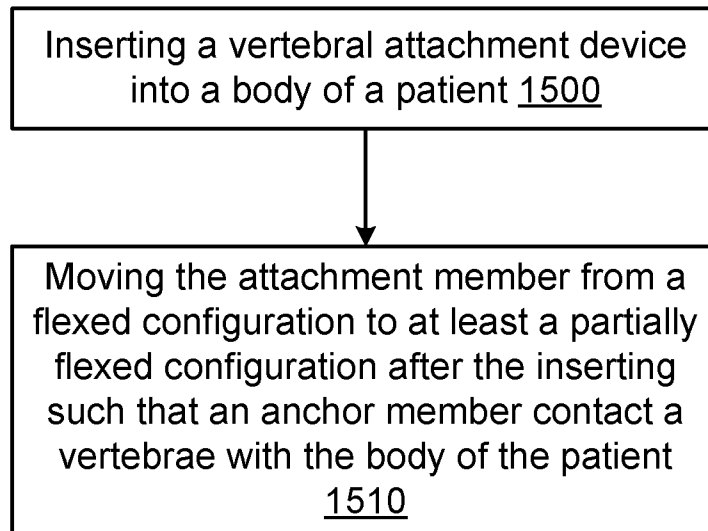 Inserting a vertebral attachment device
into a body of a patient 1500
Moving the attachment member from a
flexed configuration to at least a partially
flexed configuration after the inserting
such that an anchor member contact a
vertebrae with the body of the patient
1510